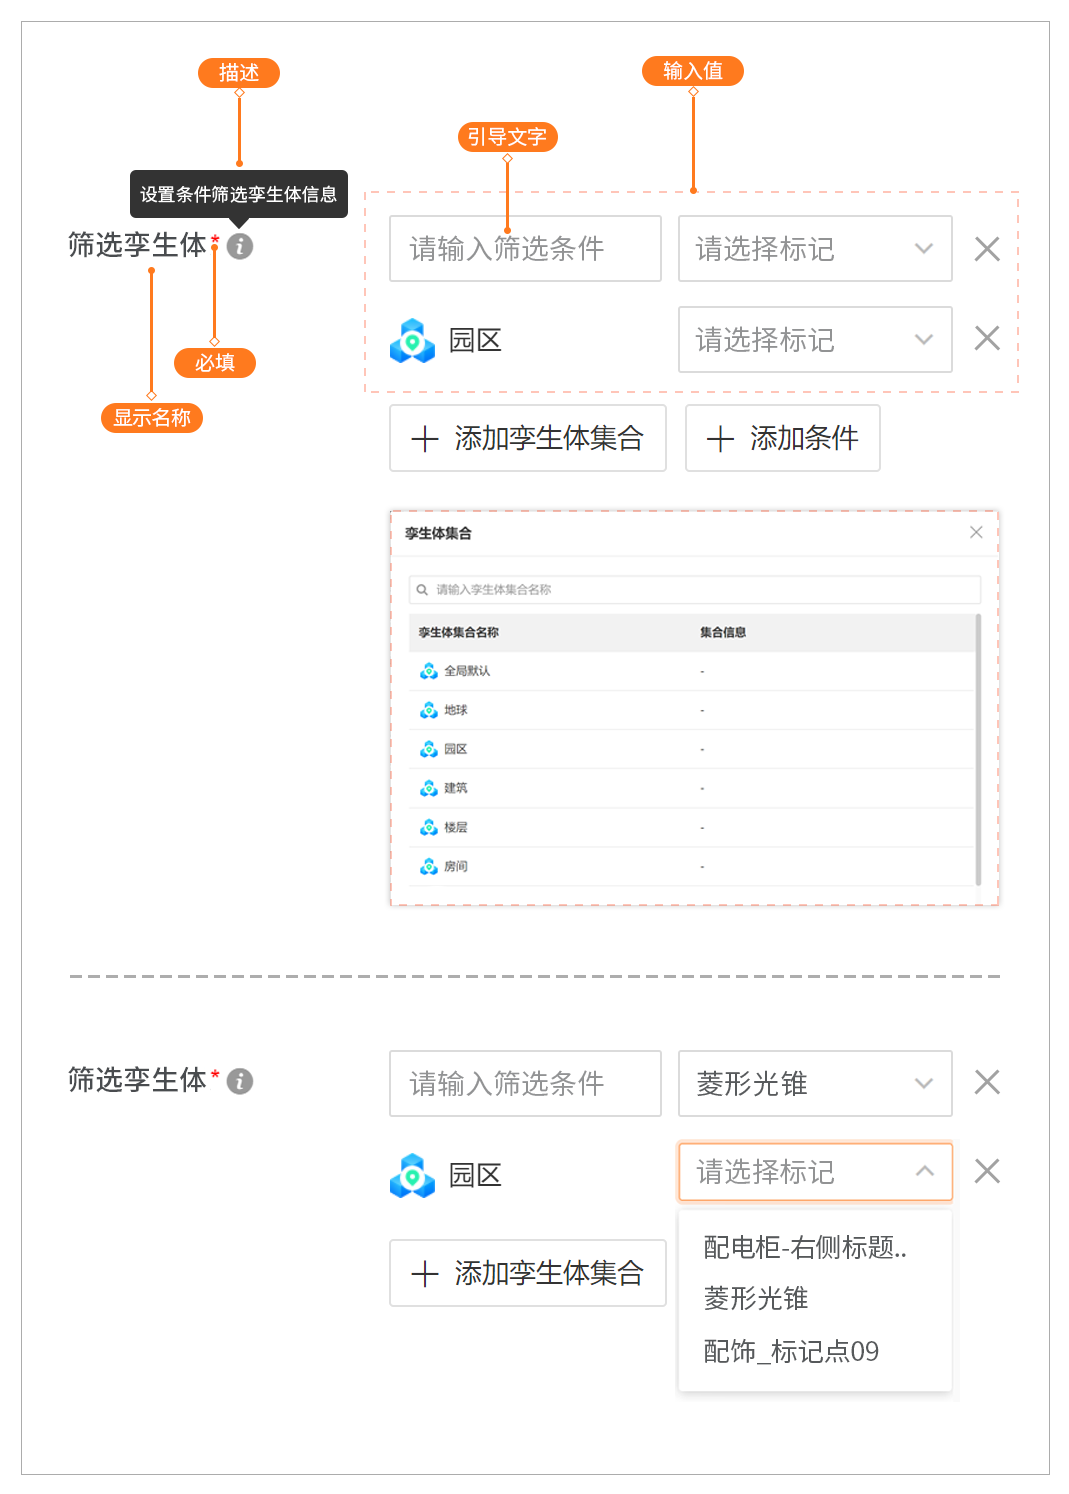 描述
输入值
引导文字
设置条件筛选孪生体信息
筛选孪生体*
请输入筛选条件
请选择标记
必填
显示名称
园区
请选择标记
添加孪生体集合
添加条件
孪生体集合
请输入孪生体集合名称
孪生体集合名称 集合信息
全局默认 -
地球 -
园区 -
建筑 -
楼层 -
房间 -
筛选孪生体*
请输入筛选条件
菱形光锥
园区
请选择标记
添加孪生体集合
配电柜-右侧标题..
菱形光锥
配饰_标记点09